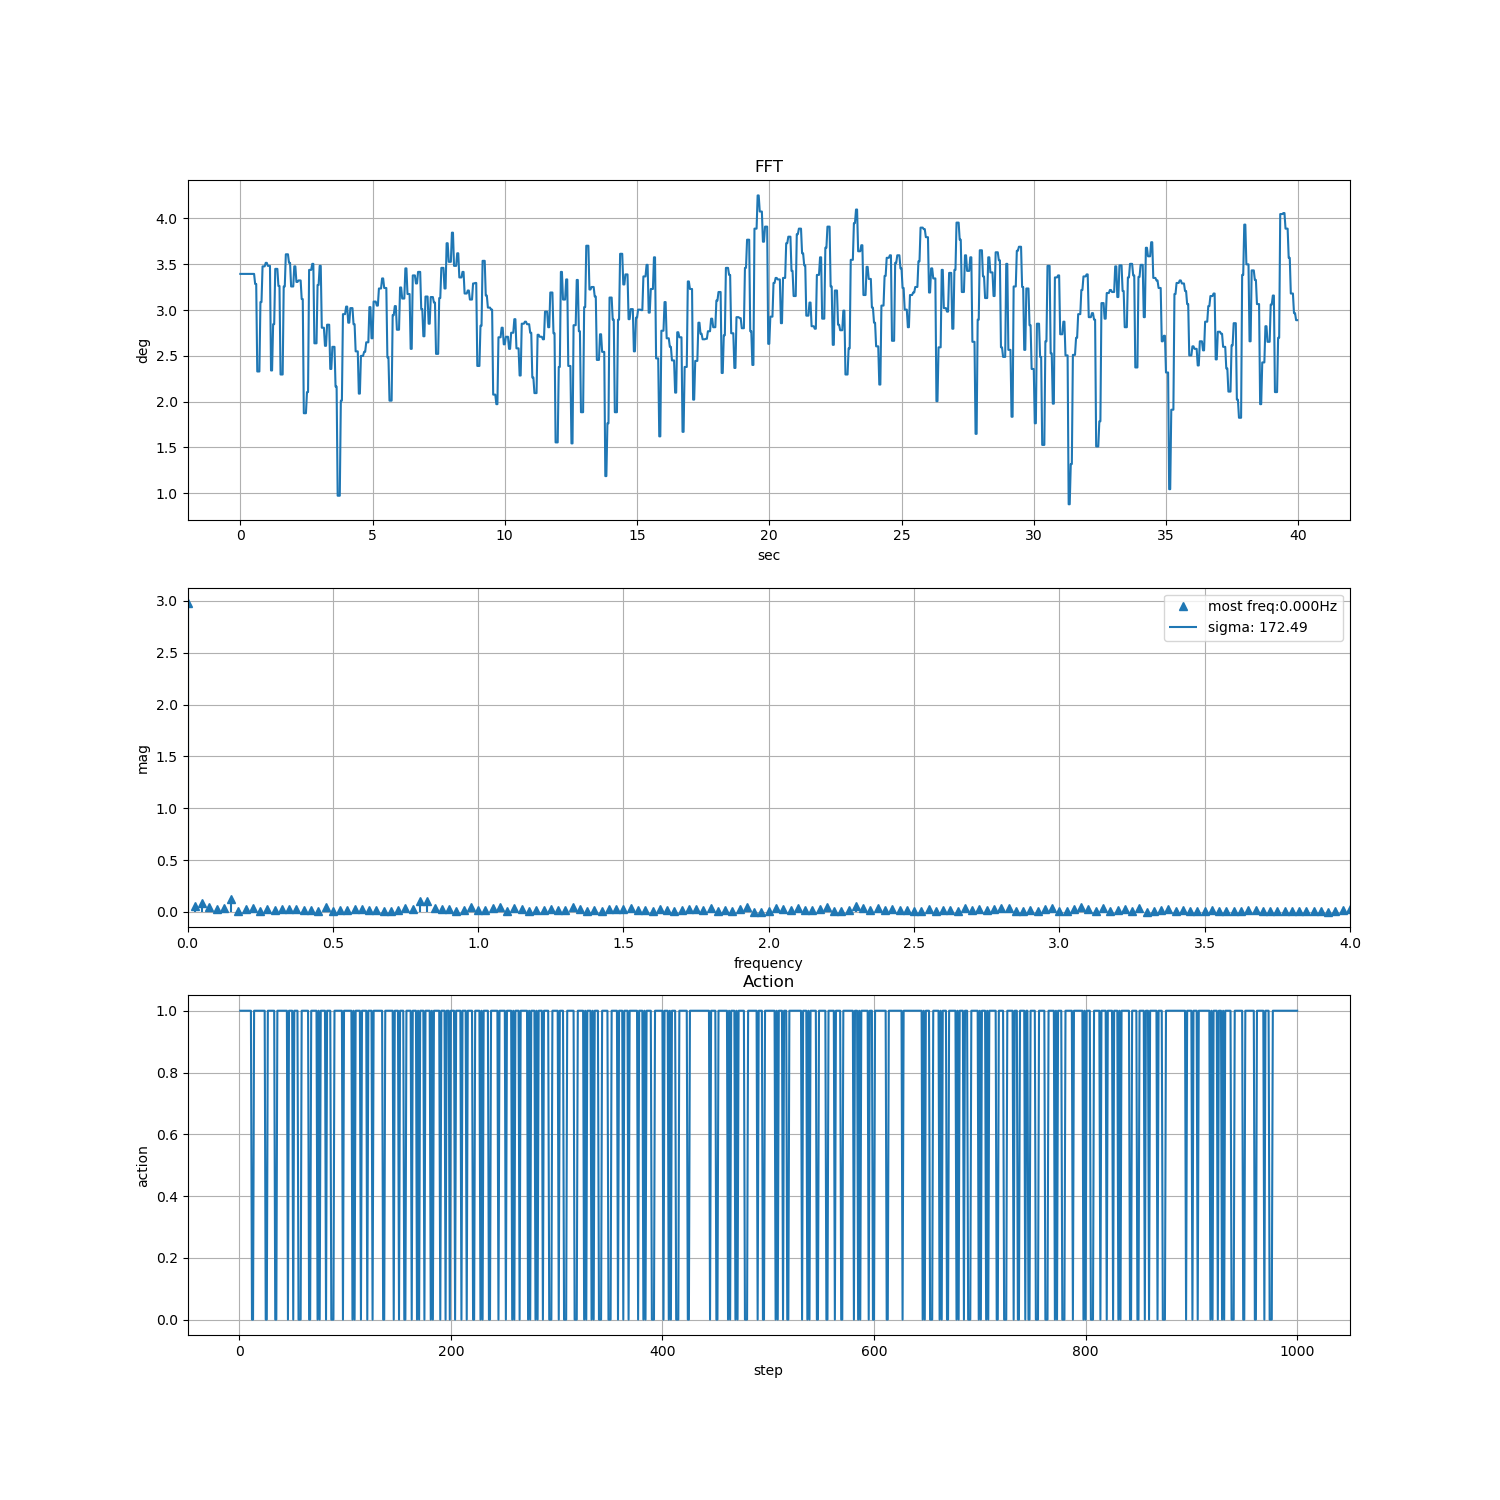 FFT
4.0
3.5
3.0
2.5
2.0
1.5
1.0
deg
0 5 10 15 20 25 30 35 40
sec
3.0
2.5
2.0
1.5
1.0
0.5
0.0
mag
most freq:0.000Hz
sigma: 172.49
0.0 0.5 1.0 1.5 2.0 2.5 3.0 3.5 4.0
frequency
Action
1.0
0.8
0.6
0.4
0.2
0.0
action
0 200 400 600 800 1000
step